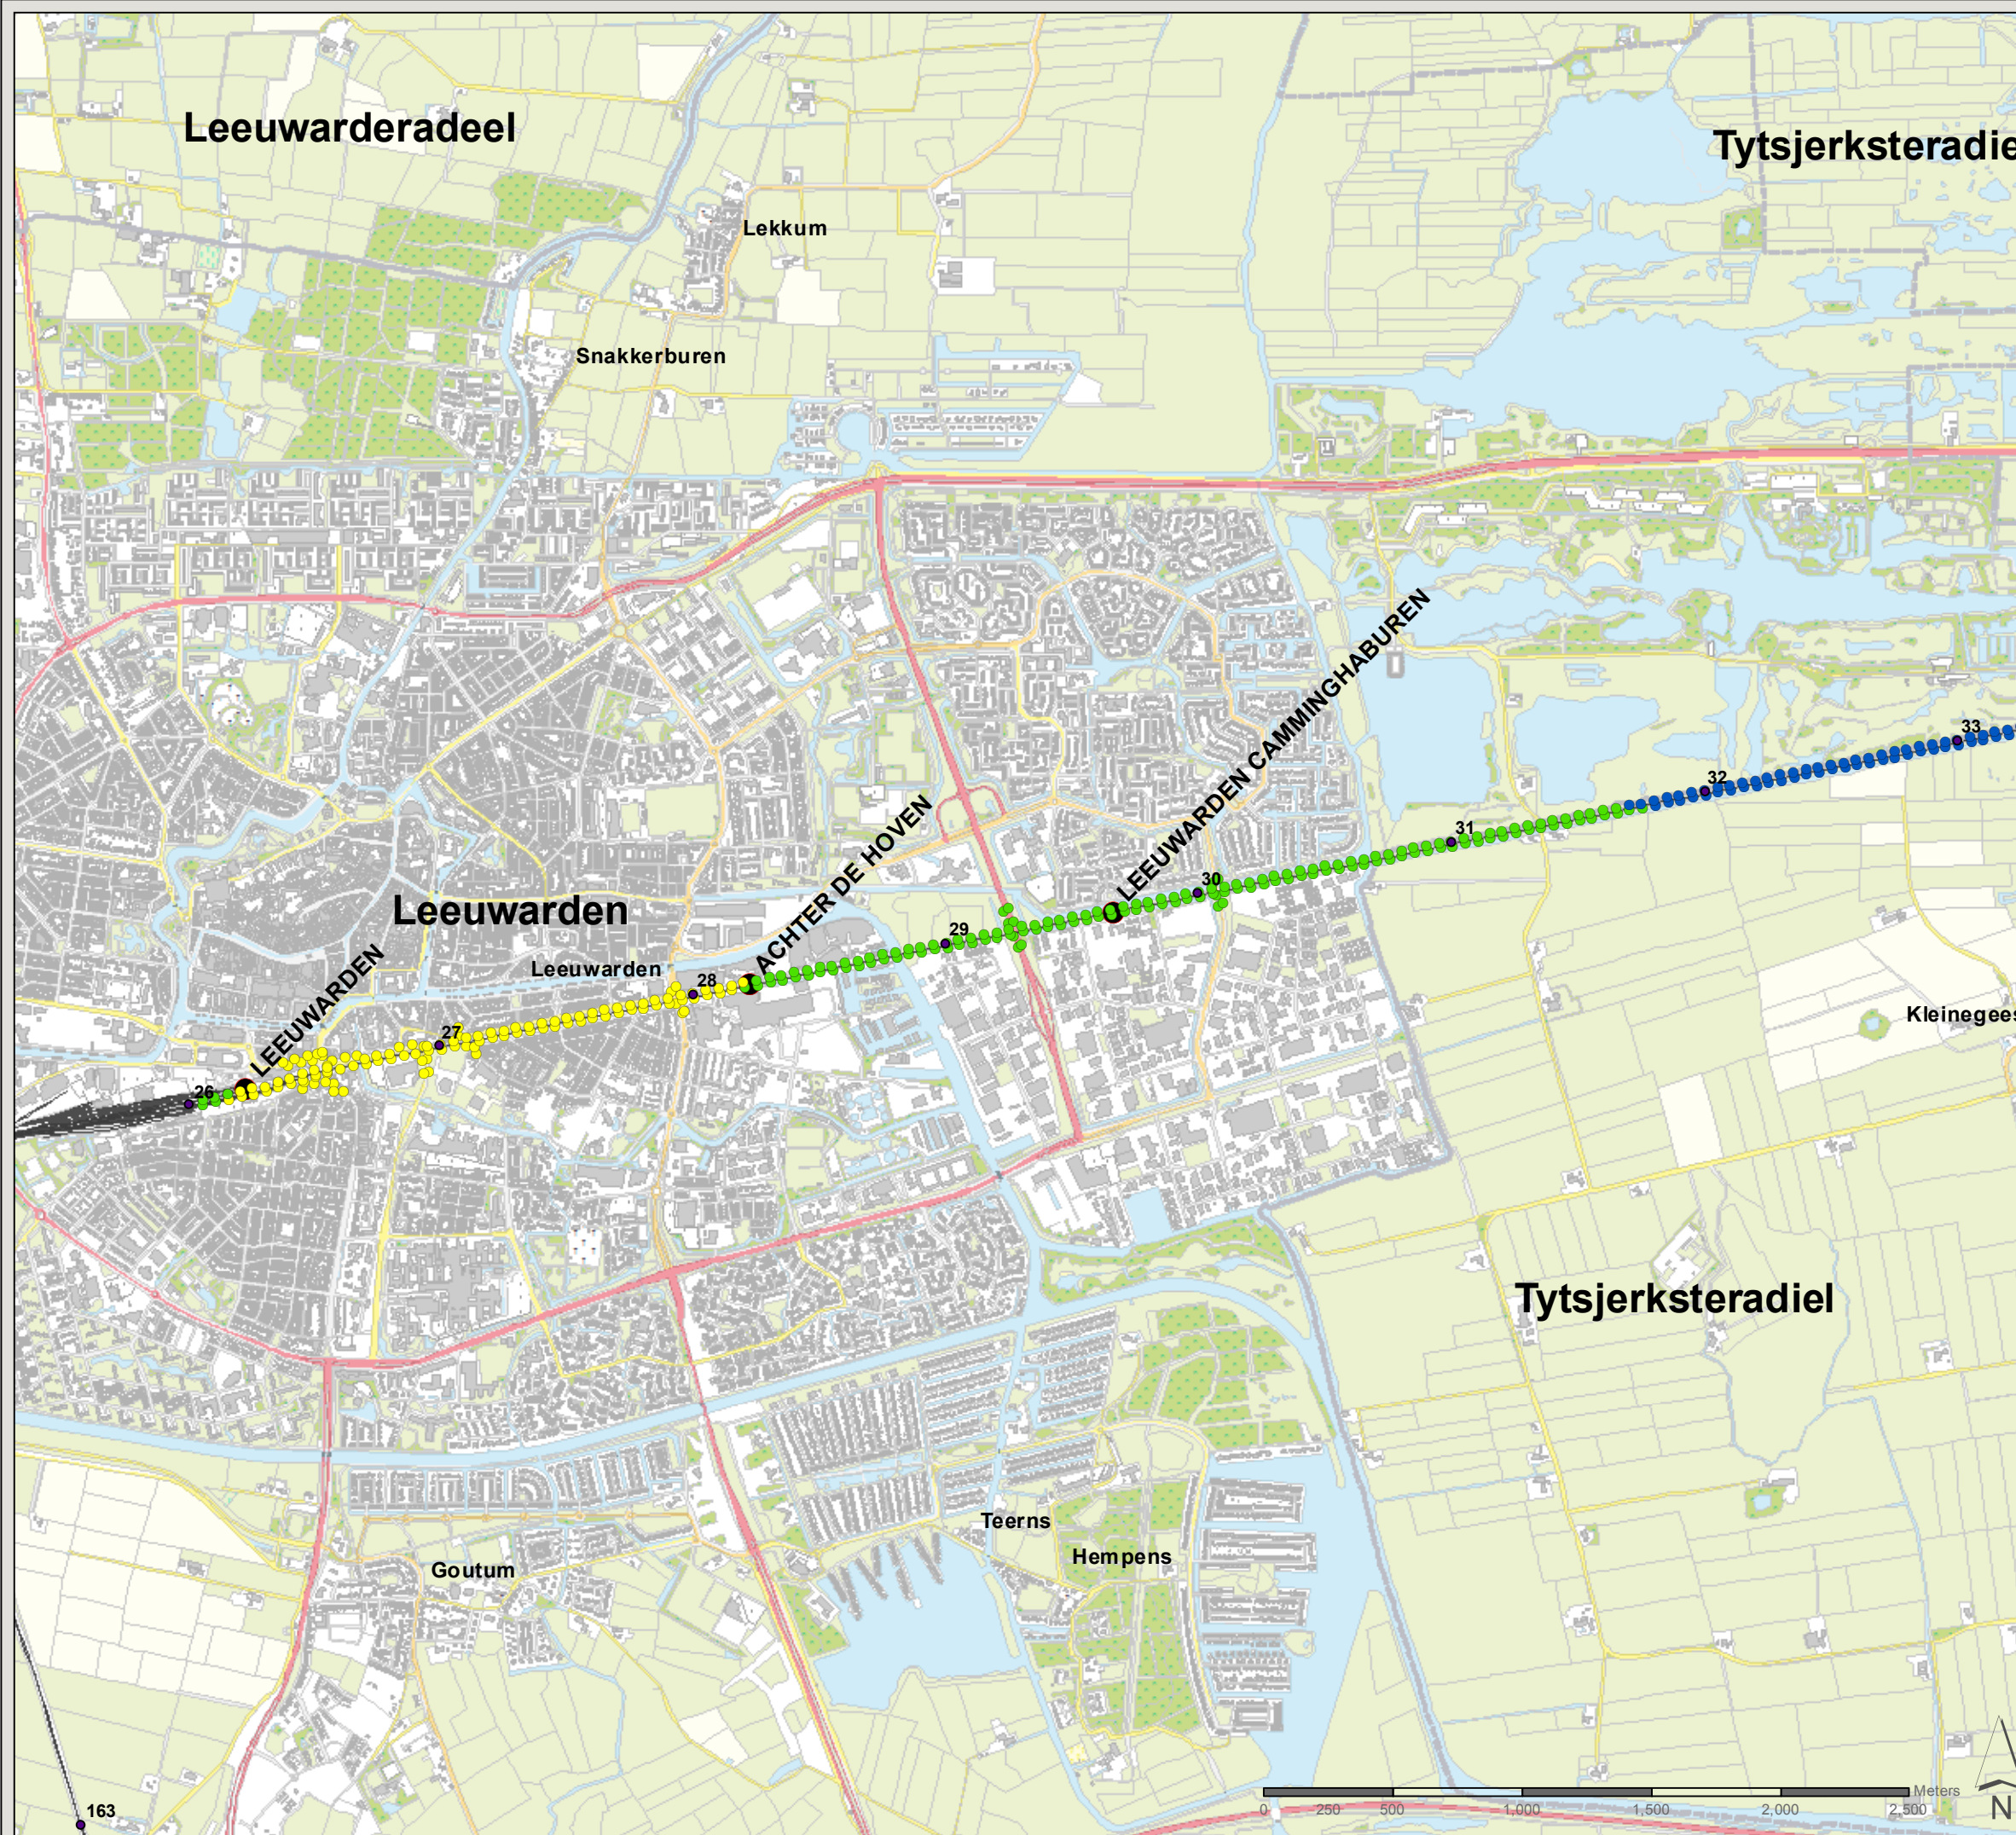 Leeuwarderadeel
Tytsjerksteradie
Lekkum
Snakkerburen
LEEUWARDEN CAMMINGHABUREN
33
32
31
ACHTER DE HOVEN
30
Leeuwarden
29
LEEUWARDEN
Leeuwarden
28
Kleinegees
27
26
Tytsjerksteradiel
Teerns
Hempens
Goutum
163
Meters
0 250 500 1,000 1,500 2,000 2,500
N